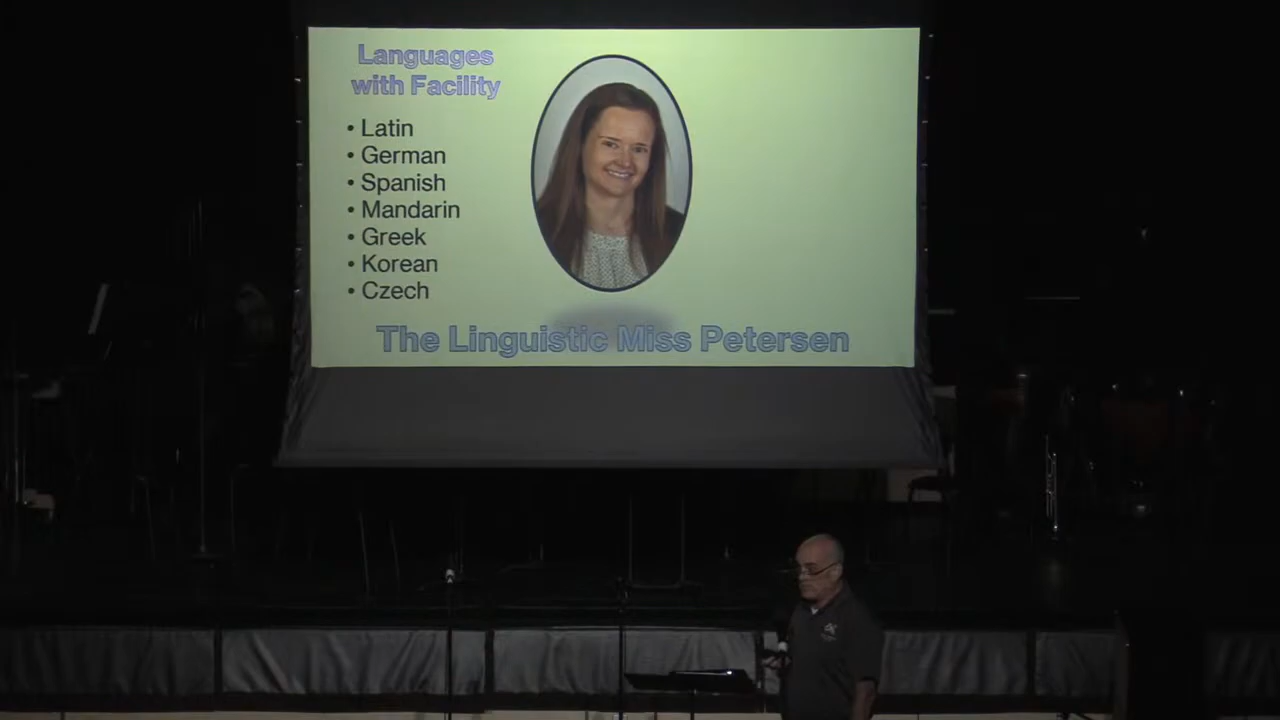 Languages
with Facility
• Latin
• German
• Spanish
• Mandarin
• Greek
• Korean
• Czech
The Linguistic Miss Petersen